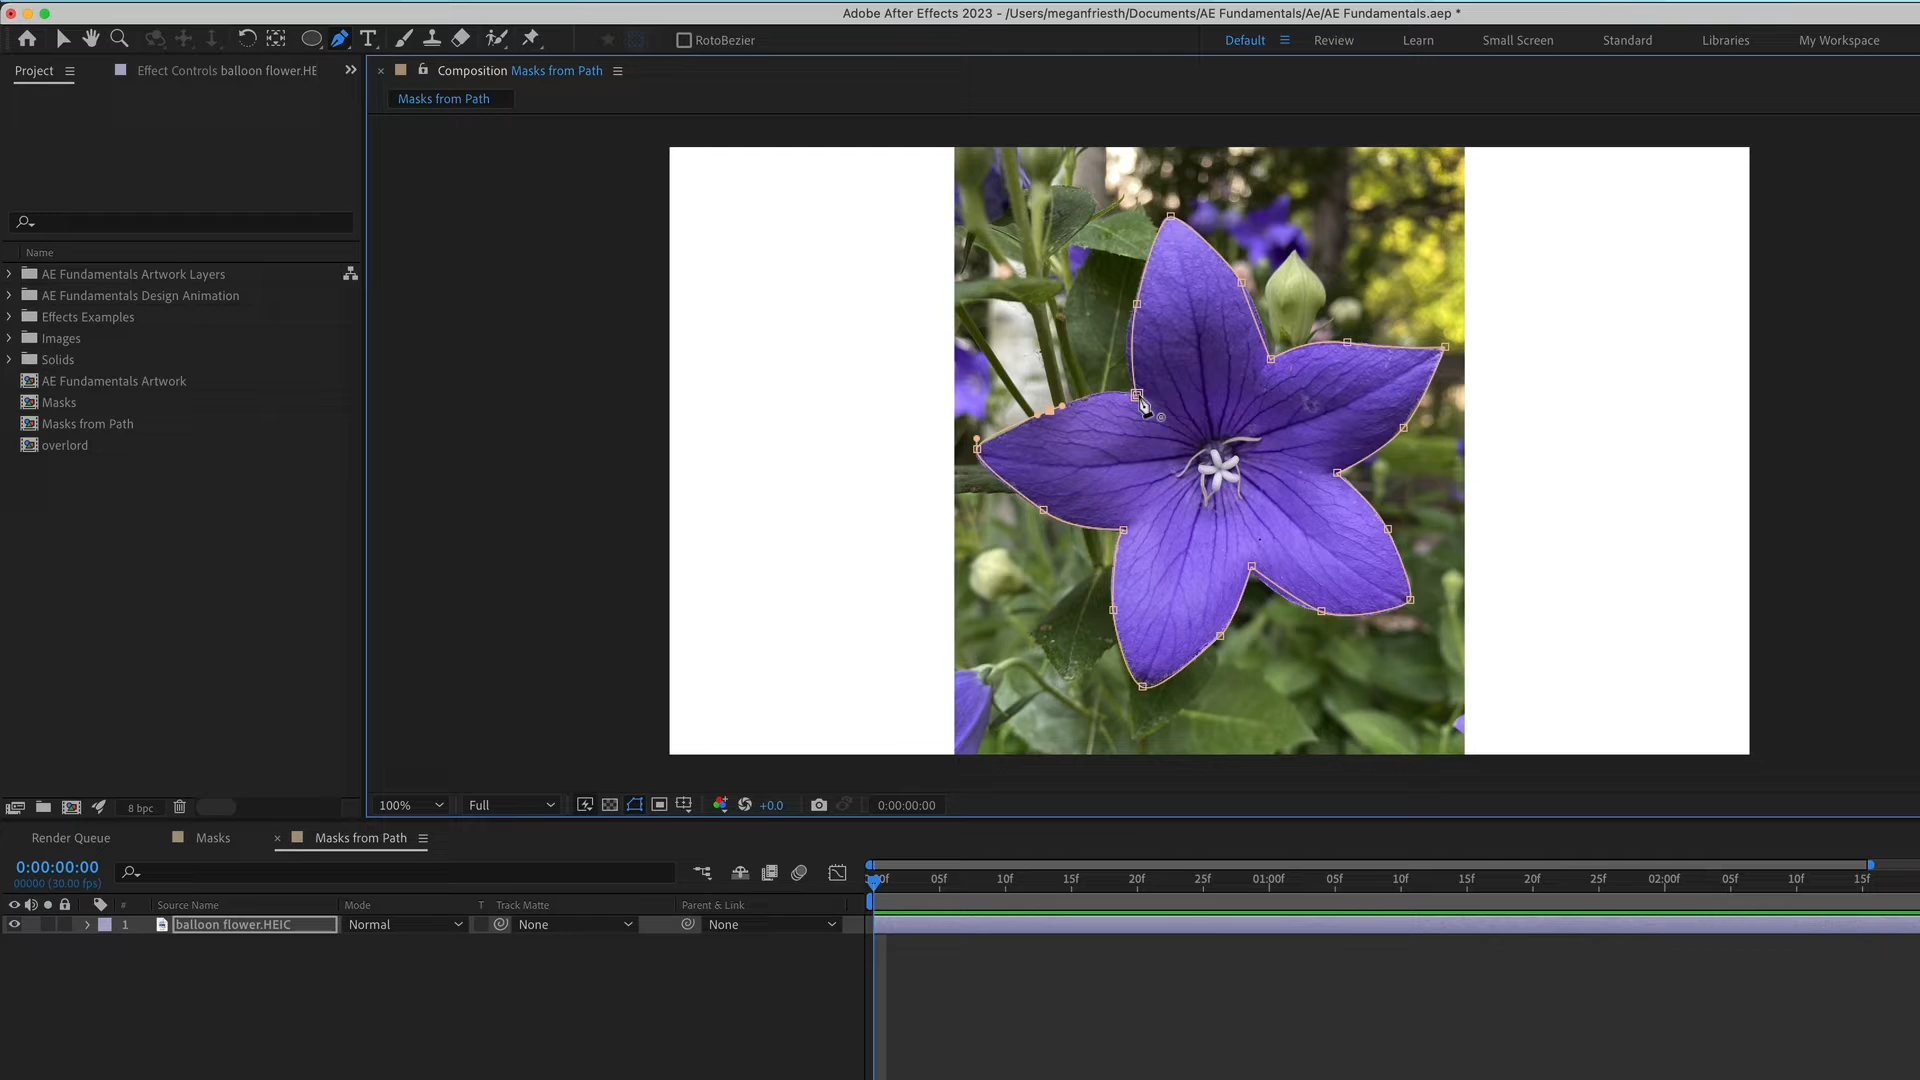 Adobe After Effects 2023 - /Users/meganfriesth/Documents/AE Fundamentals/Ae/AE Fundamentals.aep *
T RotoBezier Default Review Learn Small Screen Standard Libraries My Workspace
Project Effect Controls balloon flower.HE
Composition Masks from Path
Masks from Path
Name
AE Fundamentals Artwork Layers
AE Fundamentals Design Animation
Effects Examples
Images
Solids
AE Fundamentals Artwork
Masks
Masks from Path
overlord
8 bpc
100% Full +0.0 0:00:00:00
Render Queue Masks × Masks from Path
0:00:00:00
00000 (30.00 fps)
:00f 05f 10f 15f 20f 25f 01:00f 05f 10f 15f 20f 25f 02:00f 05f 10f 15f
# Source Name Mode T Track Matte Parent & Link
1 balloon flower.HEIC Normal None None